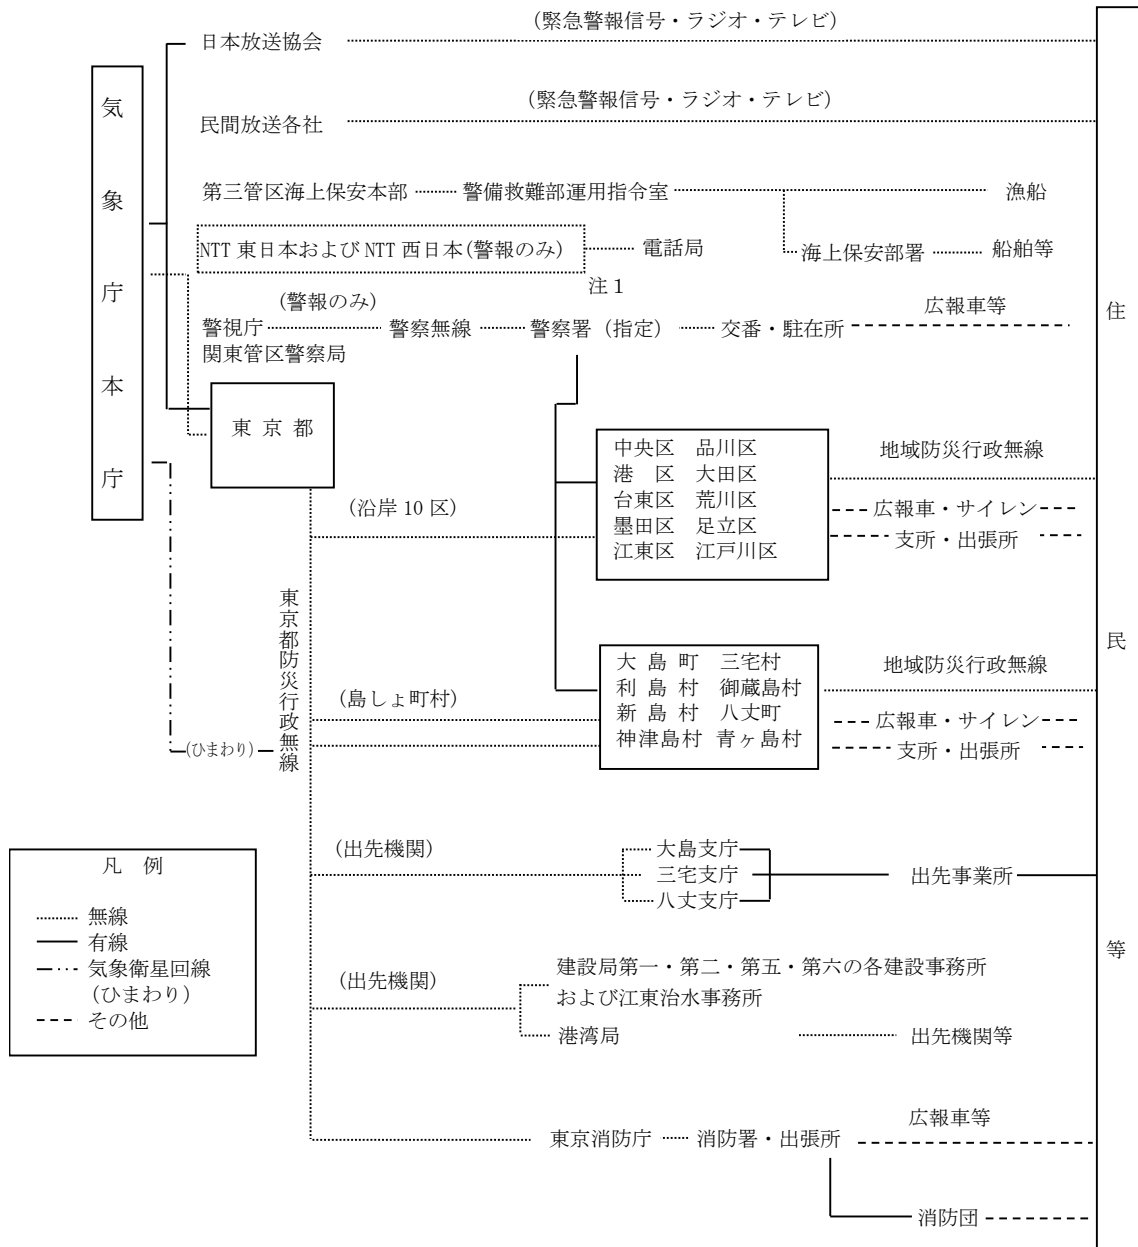 (緊急警報信号・ラジオ・テレビ)
日本放送協会
気象庁本庁
(緊急警報信号・ラジオ・テレビ)
民間放送各社
第三管区海上保安本部 警備救難部運用指令室 漁船
NTT 東日本および NTT 西日本(警報のみ) 電話局 海上保安部署 船舶等
注1
(警報のみ)
広報車等
警視庁 警察無線 警察署(指定) 交番・駐在所
関東管区警察局
住民等
東京都
中央区 品川区
港 区 大田区
台東区 荒川区
墨田区 足立区
江東区 江戸川区
地域防災行政無線
広報車・サイレン
支所・出張所
(沿岸 10 区)
東京都防災行政無線
大島町 三宅村
利島村 御蔵島村
新島村 八丈町
神津島村 青ヶ島村
地域防災行政無線
広報車・サイレン
支所・出張所
(島しょ町村)
(ひまわり)
(出先機関)
大島支庁
三宅支庁
八丈支庁
出先事業所
凡 例
無線
有線
気象衛星回線
(ひまわり)
その他
(出先機関)
建設局第一・第二・第五・第六の各建設事務所
および江東治水事務所
港湾局 出先機関等
広報車等
東京消防庁 消防署・出張所
消防団